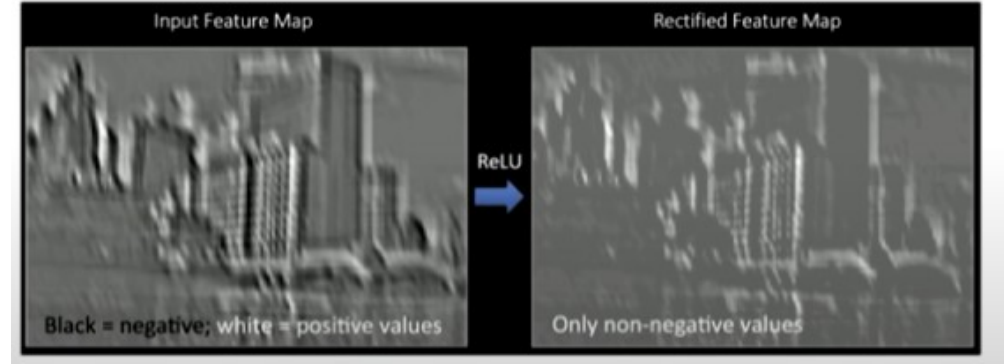 Input Feature Map
Rectified Feature Map
ReLU
Black = negative; white = positive values
Only non-negative values